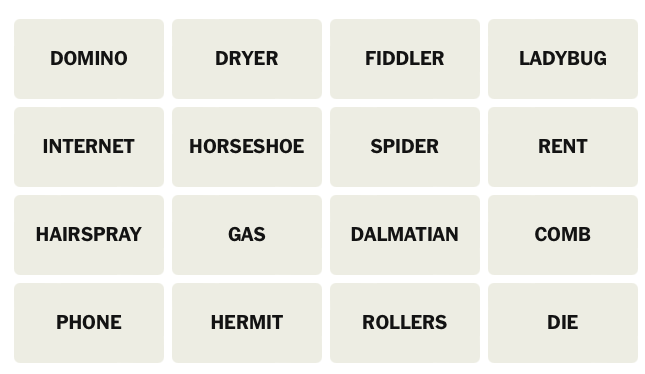 DOMINO
DRYER
FIDDLER
LADYBUG
INTERNET
HORSESHOE
SPIDER
RENT
HAIRSPRAY
GAS
DALMATIAN
COMB
PHONE
HERMIT
ROLLERS
DIE